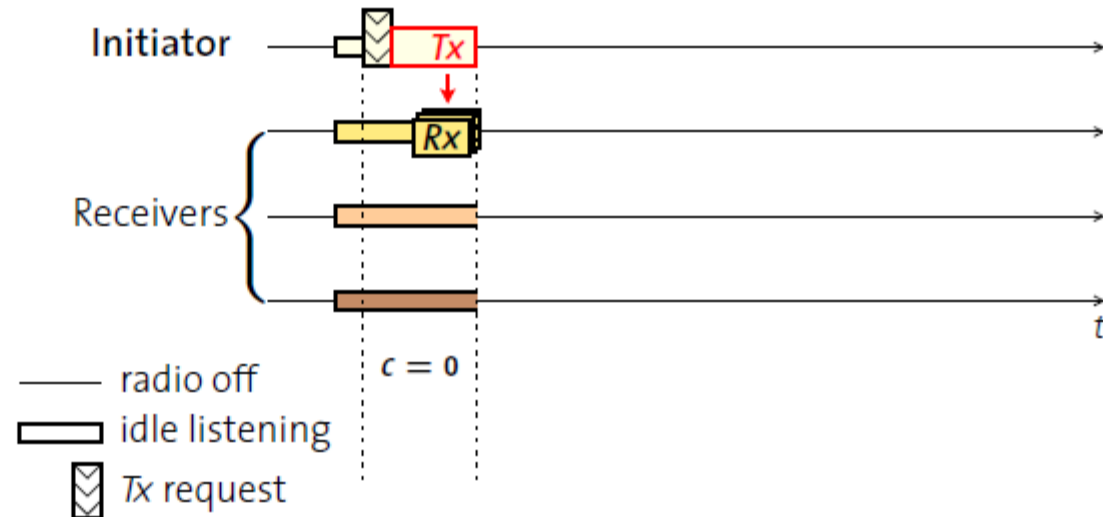 Initiator
Tx
Rx
Receivers
t
c = 0
radio off
idle listening
Tx request